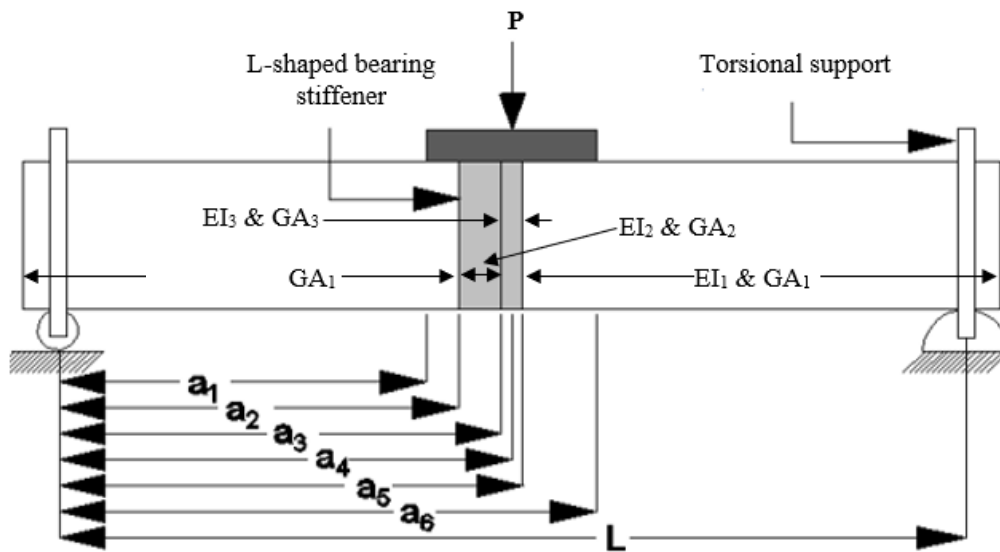 P
L-shaped bearing
stiffener
Torsional support
EI₃ & GA₃
EI₂ & GA₂
GA₁
EI₁ & GA₁
a₁
a₂
a₃
a₄
a₅
a₆
L